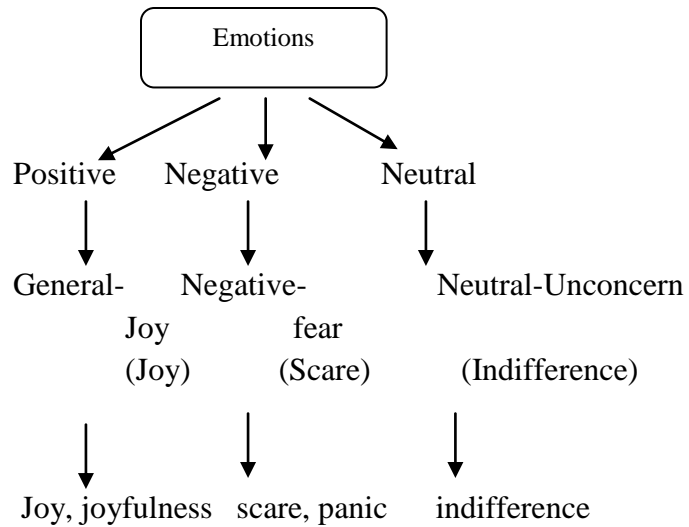 Emotions
Positive Negative Neutral
General- Negative- Neutral-Unconcern
Joy fear
(Joy) (Scare) (Indifference)
Joy, joyfulness scare, panic indifference